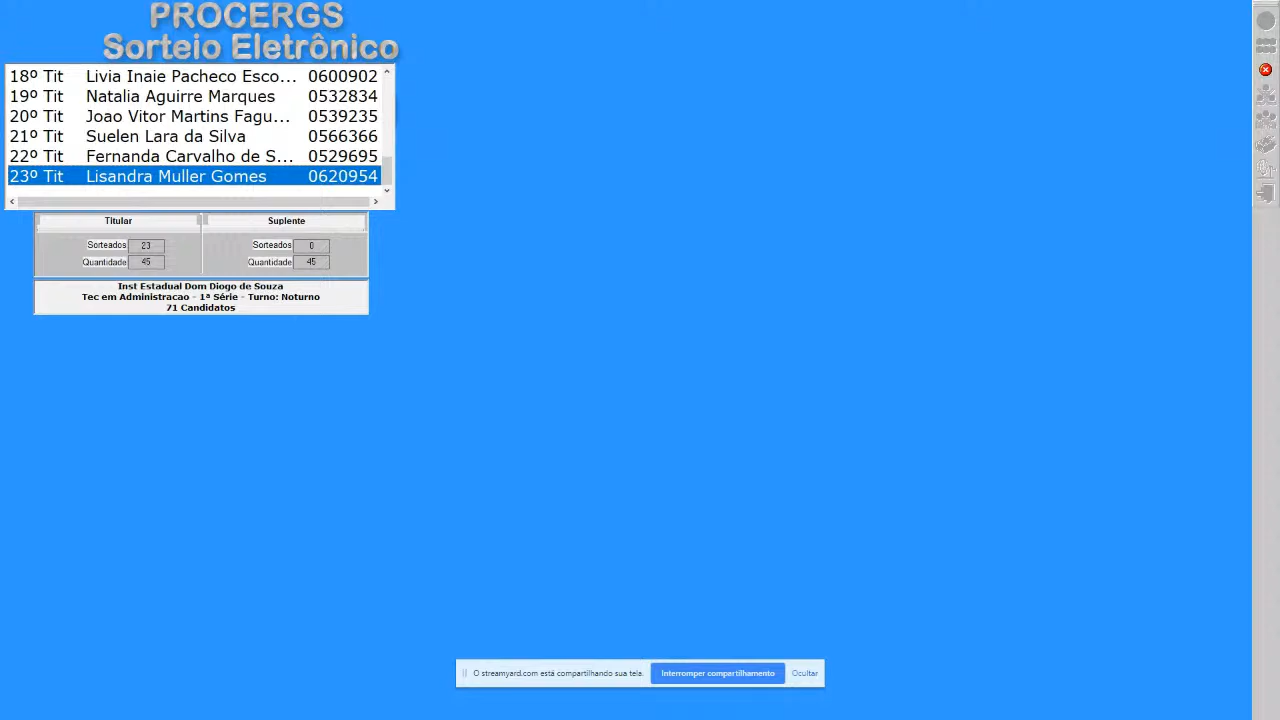 PROCERGS
Sorteio Eletrônico
18º Tit Livia Inaie Pacheco Esco... 0600902
19º Tit Natalia Aguirre Marques 0532834
20º Tit Joao Vitor Martins Fagu... 0539235
21º Tit Suelen Lara da Silva 0566366
22º Tit Fernanda Carvalho de S... 0529695
23º Tit Lisandra Muller Gomes 0620954
Titular Suplente
Sorteados 23 Sorteados 0
Quantidade 45 Quantidade 45
Inst Estadual Dom Diogo de Souza
Tec em Administracao - 1ª Série - Turno: Noturno
71 Candidatos
O streamyard.com está compartilhando sua tela. Interromper compartilhamento Ocultar